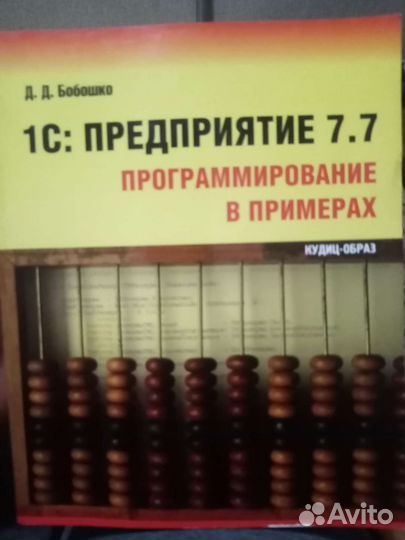 Д. Д. Бобошко
1С: ПРЕДПРИЯТИЕ 7.7
ПРОГРАММИРОВАНИЕ
В ПРИМЕРАХ
КУДИЦ-ОБРАЗ
Avito